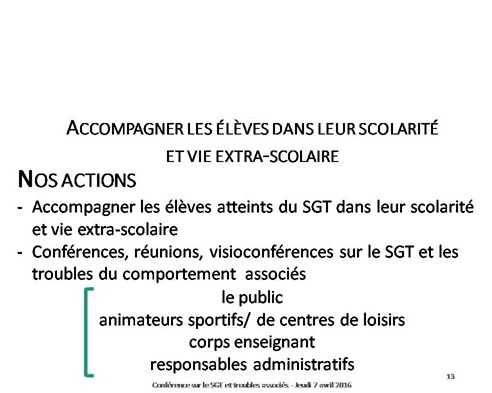 ACCOMPAGNER LES ÉLÈVES DANS LEUR SCOLARITÉ
ET VIE EXTRA-SCOLAIRE
NOS ACTIONS
- Accompagner les élèves atteints du SGT dans leur scolarité
et vie extra-scolaire
- Conférences, réunions, visioconférences sur le SGT et les
troubles du comportement associés
le public
animateurs sportifs/ de centres de loisirs
corps enseignant
responsables administratifs
Conférence sur le SGT et troubles associés - Jeudi 7 avril 2016
13